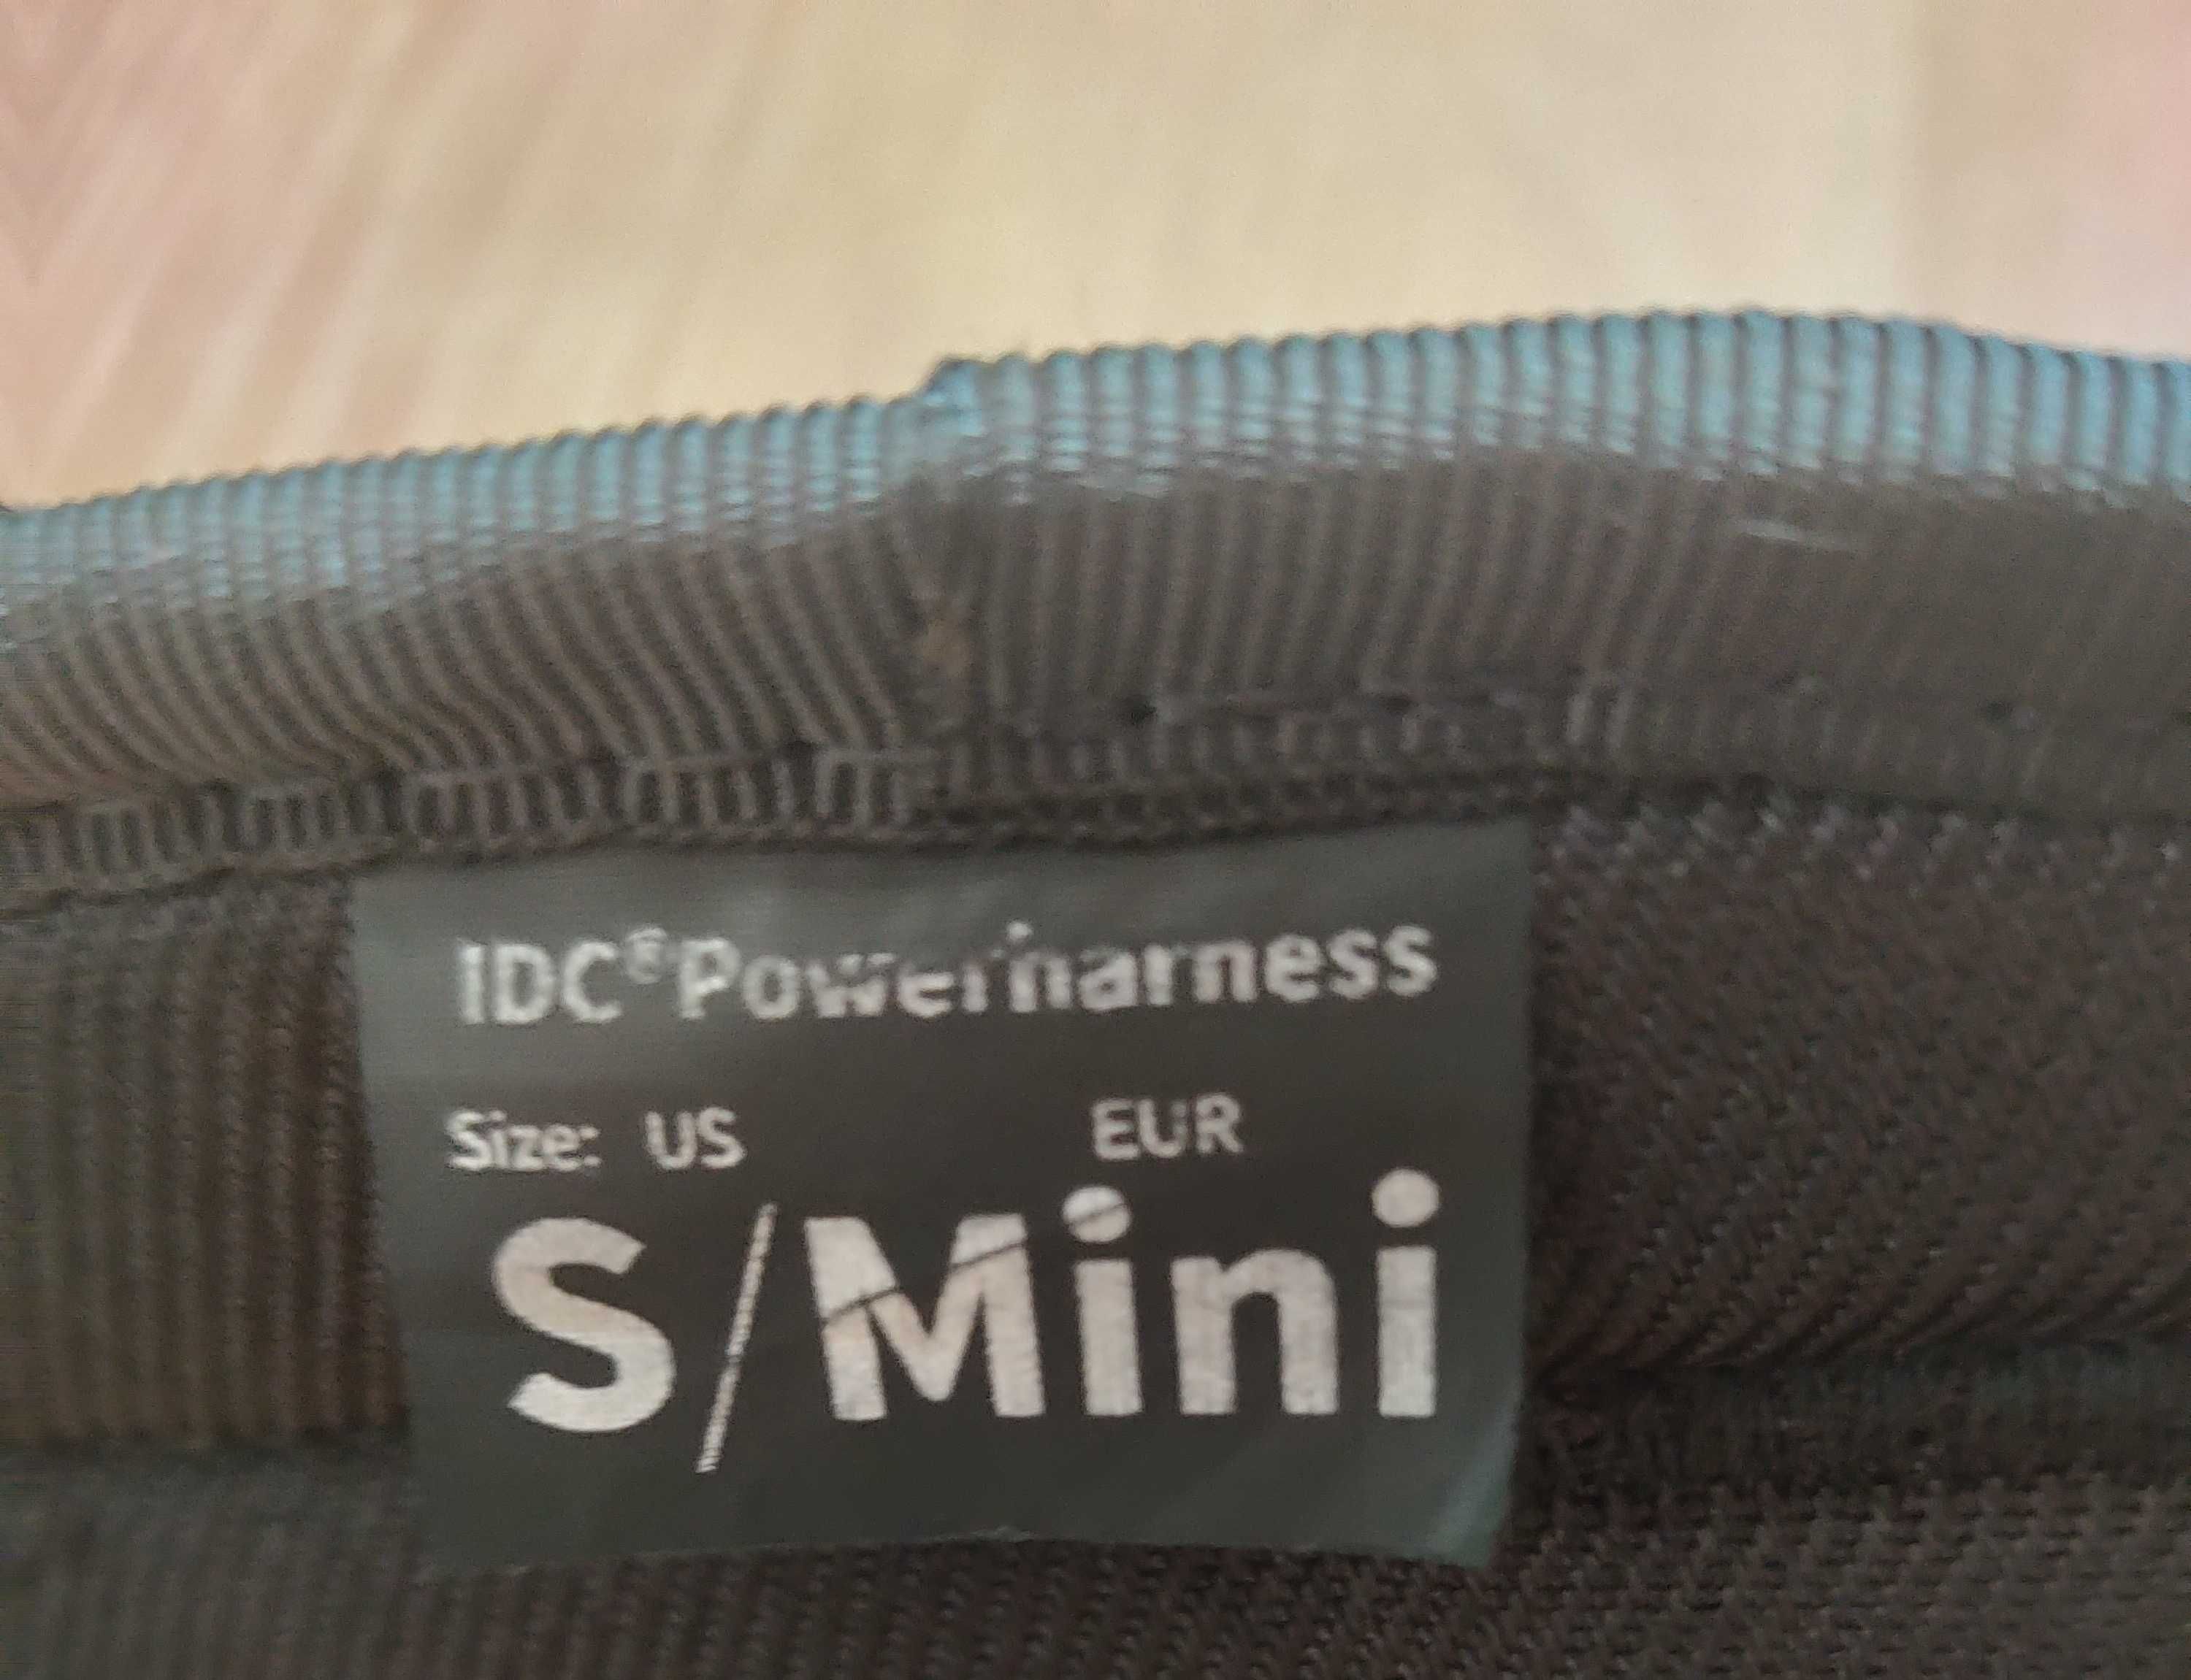 IDC® Powerharness
Size: US EUR
S/Mini